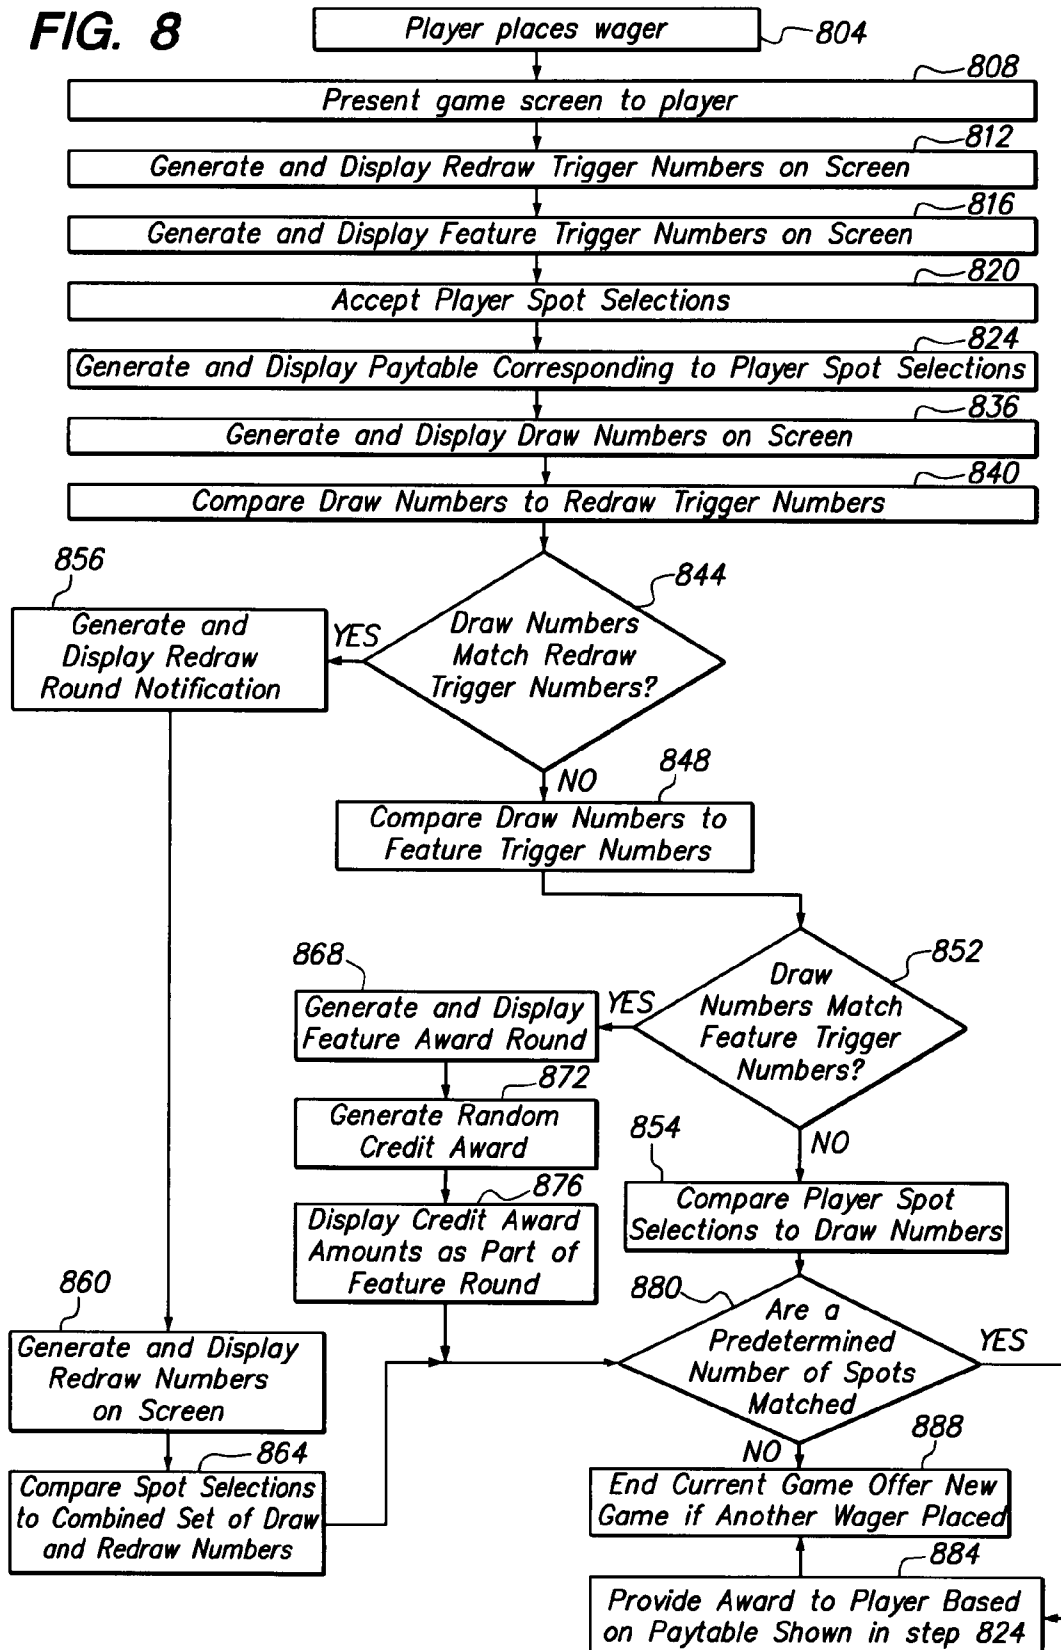 FIG. 8
Player places wager
804
808
Present game screen to player
812
Generate and Display Redraw Trigger Numbers on Screen
816
Generate and Display Feature Trigger Numbers on Screen
820
Accept Player Spot Selections
824
Generate and Display Paytable Corresponding to Player Spot Selections
836
Generate and Display Draw Numbers on Screen
840
Compare Draw Numbers to Redraw Trigger Numbers
844
Draw Numbers
Match Redraw
Trigger Numbers?
YES
856
Generate and
Display Redraw
Round Notification
NO
848
Compare Draw Numbers to
Feature Trigger Numbers
852
Draw
Numbers Match
Feature Trigger
Numbers?
YES
868
Generate and Display
Feature Award Round
872
Generate Random
Credit Award
876
Display Credit Award
Amounts as Part of
Feature Round
NO
854
Compare Player Spot
Selections to Draw Numbers
880
Are a
Predetermined
Number of Spots
Matched
YES
860
Generate and Display
Redraw Numbers
on Screen
864
Compare Spot Selections
to Combined Set of Draw
and Redraw Numbers
NO
888
End Current Game Offer New
Game if Another Wager Placed
884
Provide Award to Player Based
on Paytable Shown in step 824